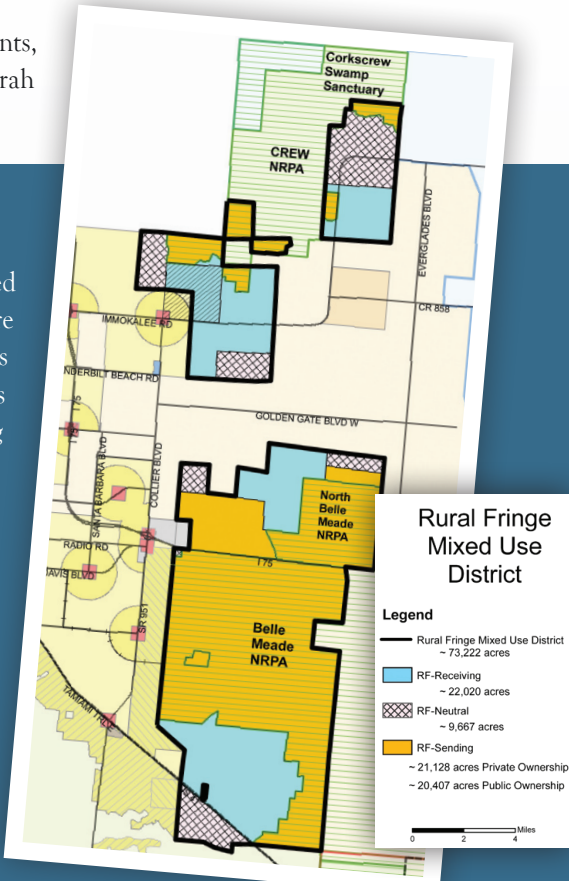 nts,
rah
ed
re
s
s
g
Corkscrew
Swamp
Sanctuary
CREW
NRPA
EVERGLADES BLVD
CR 858
IMMOKALEE RD
NDERBILT BEACH RD
I 75
GOLDEN GATE BLVD W
COLLIER BLVD
SANTA BARBARA BLVD
North
Belle
Meade
NRPA
RADIO RD
I 75
DAVIS BLVD
Belle
Meade
NRPA
SR 951
TAMIAMI TRL E
Rural Fringe
Mixed Use
District
Legend
Rural Fringe Mixed Use District
~ 73,222 acres
RF-Receiving
~ 22,020 acres
RF-Neutral
~ 9,667 acres
RF-Sending
~ 21,128 acres Private Ownership
~ 20,407 acres Public Ownership
Miles
0 2 4